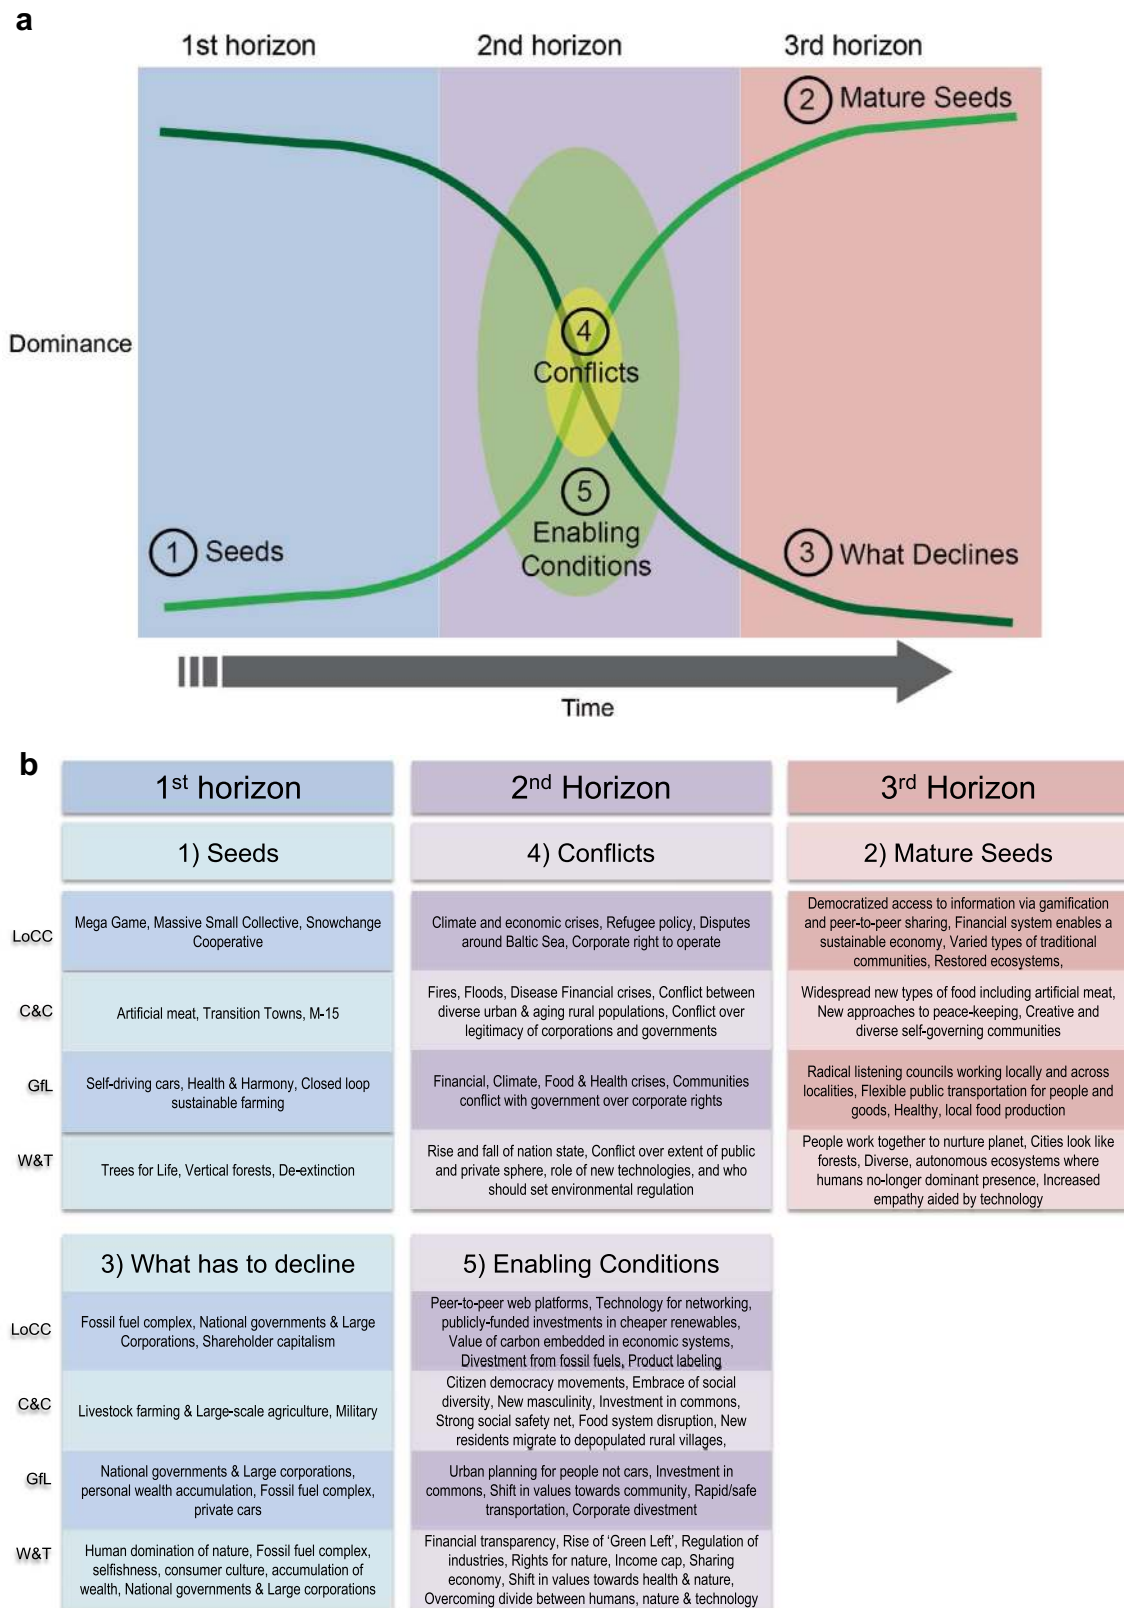 a
1st horizon
2nd horizon
3rd horizon
2 Mature Seeds
Dominance
4
Conflicts
5
Enabling
Conditions
1 Seeds
3 What Declines
Time
b
1st horizon
2nd Horizon
3rd Horizon
1) Seeds
4) Conflicts
2) Mature Seeds
LoCC
Mega Game, Massive Small Collective, Snowchange
Cooperative
Climate and economic crises, Refugee policy, Disputes
around Baltic Sea, Corporate right to operate
Democratized access to information via gamification
and peer-to-peer sharing, Financial system enables a
sustainable economy, Varied types of traditional
communities, Restored ecosystems,
C&C
Artificial meat, Transition Towns, M-15
Fires, Floods, Disease Financial crises, Conflict between
diverse urban & aging rural populations, Conflict over
legitimacy of corporations and governments
Widespread new types of food including artificial meat,
New approaches to peace-keeping, Creative and
diverse self-governing communities
GfL
Self-driving cars, Health & Harmony, Closed loop
sustainable farming
Financial, Climate, Food & Health crises, Communities
conflict with government over corporate rights
Radical listening councils working locally and across
localities, Flexible public transportation for people and
goods, Healthy, local food production
W&T
Trees for Life, Vertical forests, De-extinction
Rise and fall of nation state, Conflict over extent of public
and private sphere, role of new technologies, and who
should set environmental regulation
People work together to nurture planet, Cities look like
forests, Diverse, autonomous ecosystems where
humans no-longer dominant presence, Increased
empathy aided by technology
3) What has to decline
5) Enabling Conditions
LoCC
Fossil fuel complex, National governments & Large
Corporations, Shareholder capitalism
Peer-to-peer web platforms, Technology for networking,
publicly-funded investments in cheaper renewables,
Value of carbon embedded in economic systems,
Divestment from fossil fuels, Product labeling
C&C
Livestock farming & Large-scale agriculture, Military
Citizen democracy movements, Embrace of social
diversity, New masculinity, Investment in commons,
Strong social safety net, Food system disruption, New
residents migrate to depopulated rural villages,
GfL
National governments & Large corporations,
personal wealth accumulation, Fossil fuel complex,
private cars
Urban planning for people not cars, Investment in
commons, Shift in values towards community, Rapid/safe
transportation, Corporate divestment
W&T
Human domination of nature, Fossil fuel complex,
selfishness, consumer culture, accumulation of
wealth, National governments & Large corporations
Financial transparency, Rise of 'Green Left', Regulation of
industries, Rights for nature, Income cap, Sharing
economy, Shift in values towards health & nature,
Overcoming divide between humans, nature & technology